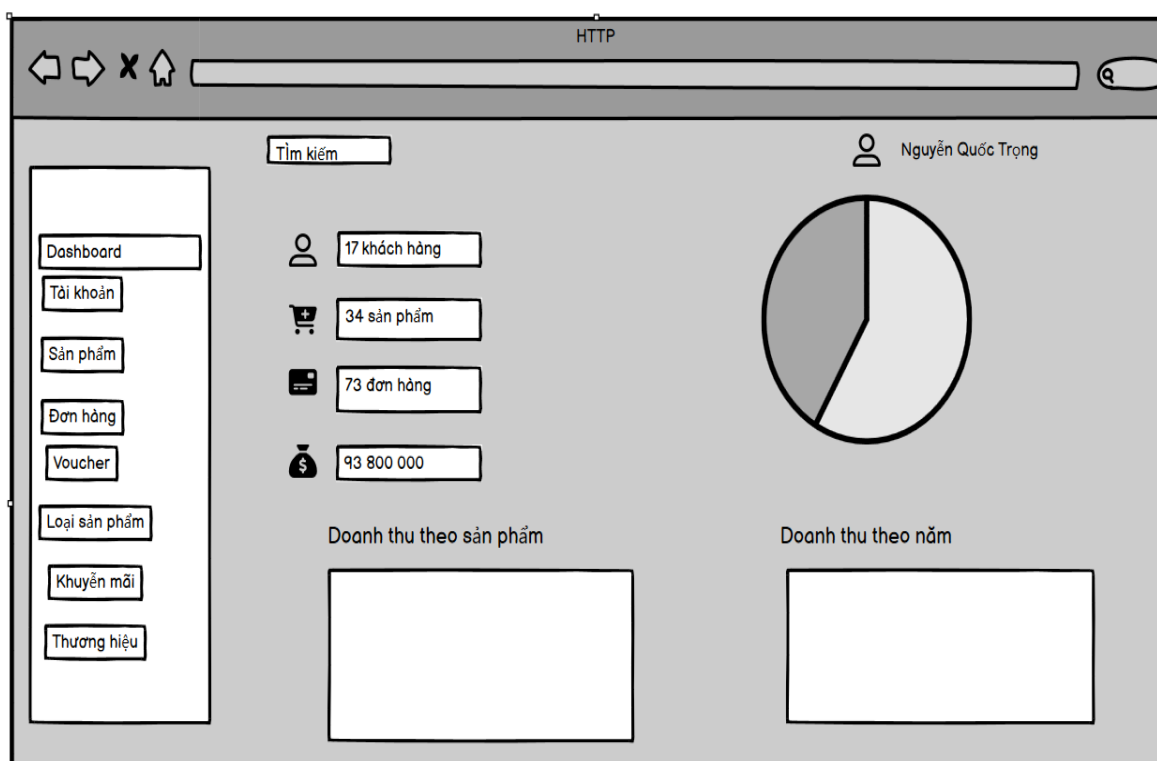 HTTP
TÌm kiếm
Nguyễn Quốc Trọng
Dashboard
Tài khoản
Sản phẩm
Đơn hàng
Voucher
Loại sản phẩm
Khuyễn mãi
Thương hiệu
17 khách hàng
34 sản phẩm
73 đơn hàng
93 800 000
Doanh thu theo sản phẩm
Doanh thu theo năm